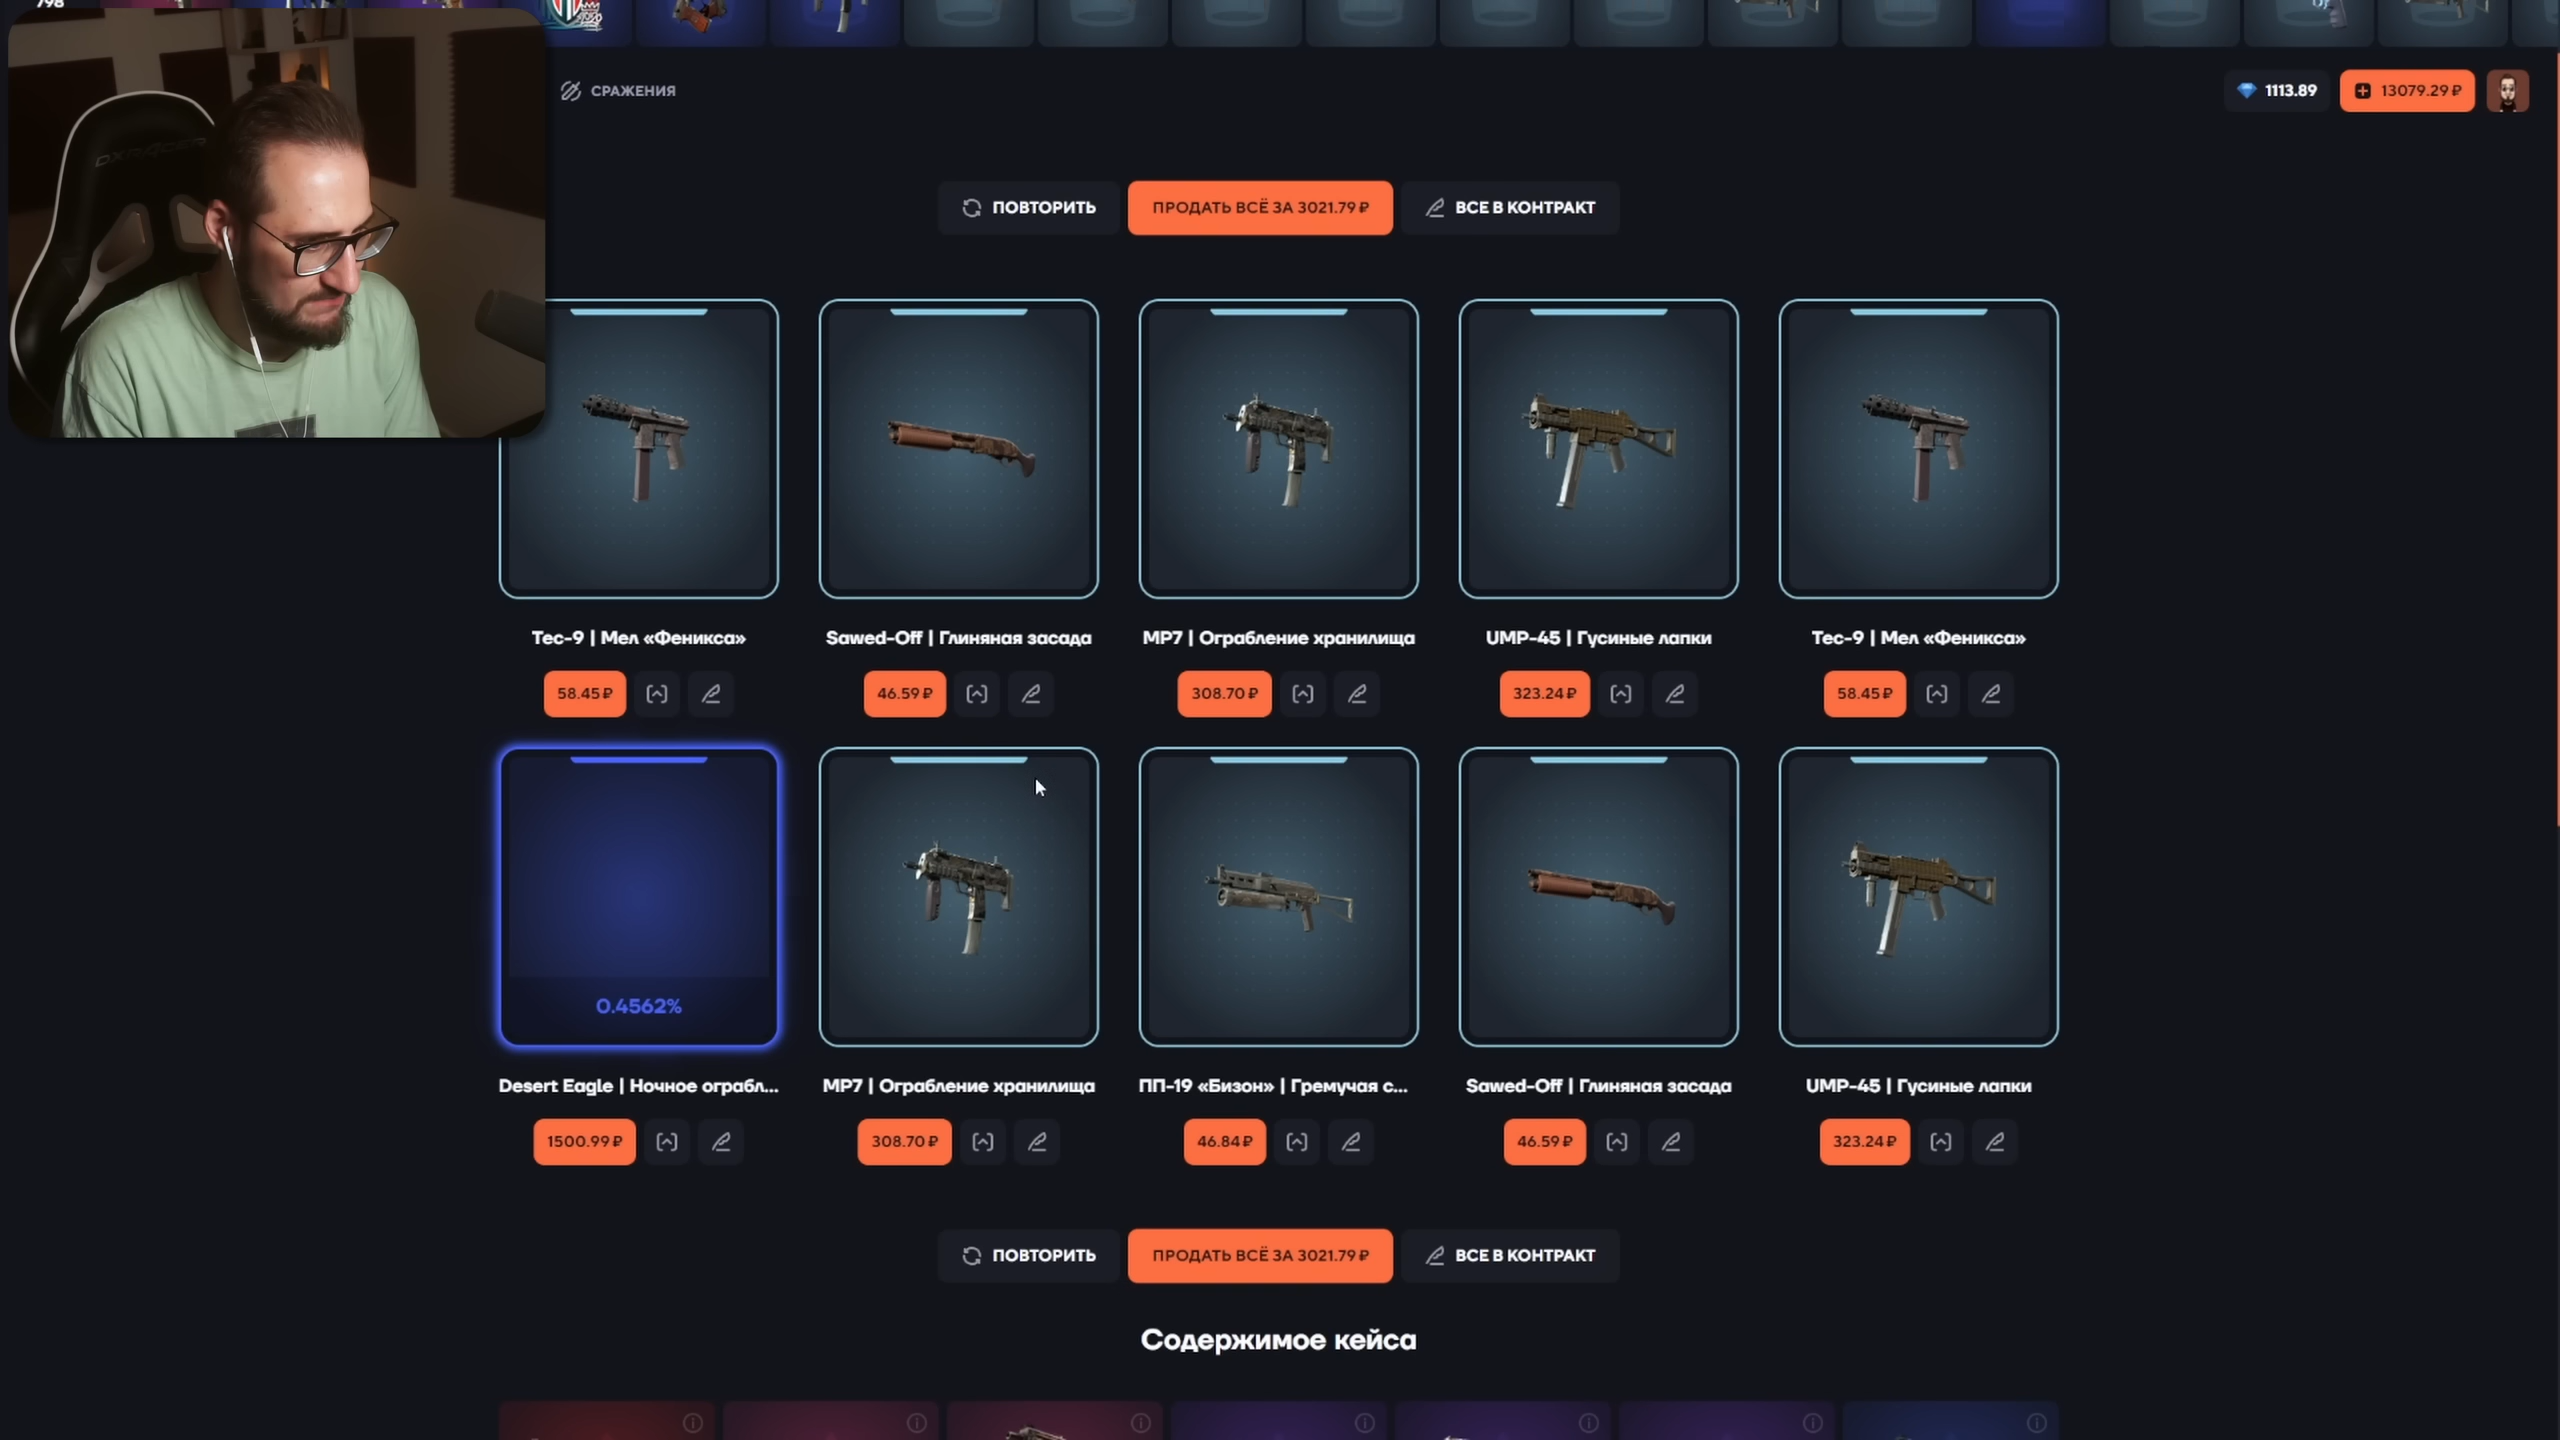 798
СРАЖЕНИЯ
1113.89
13079.29 ₽
ПОВТОРИТЬ
ПРОДАТЬ ВСЁ ЗА 3021.79 ₽
ВСЕ В КОНТРАКТ
Tec-9 | Мел «Феникса»
Sawed-Off | Глиняная засада
MP7 | Ограбление хранилища
UMP-45 | Гусиные лапки
Tec-9 | Мел «Феникса»
58.45 ₽
46.59 ₽
308.70 ₽
323.24 ₽
58.45 ₽
0.4562%
Desert Eagle | Ночное ограбл...
MP7 | Ограбление хранилища
ПП-19 «Бизон» | Гремучая с...
Sawed-Off | Глиняная засада
UMP-45 | Гусиные лапки
1500.99 ₽
308.70 ₽
46.84 ₽
46.59 ₽
323.24 ₽
ПОВТОРИТЬ
ПРОДАТЬ ВСЁ ЗА 3021.79 ₽
ВСЕ В КОНТРАКТ
Содержимое кейса